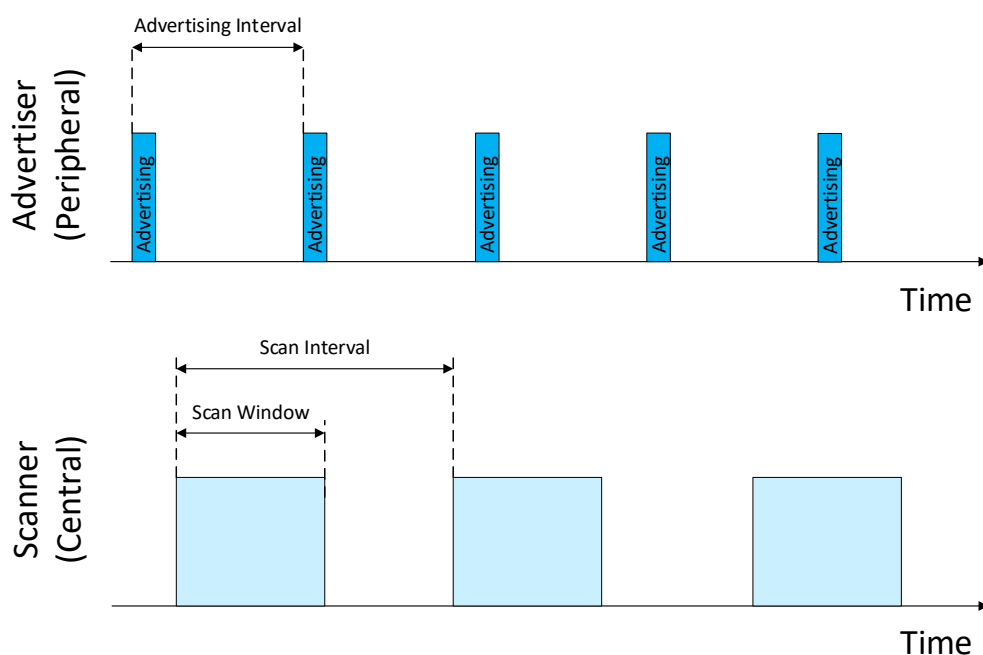 Advertising Interval
Advertiser
(Peripheral)
Advertising
Advertising
Advertising
Advertising
Advertising
Time
Scan Interval
Scan Window
Scanner
(Central)
Time